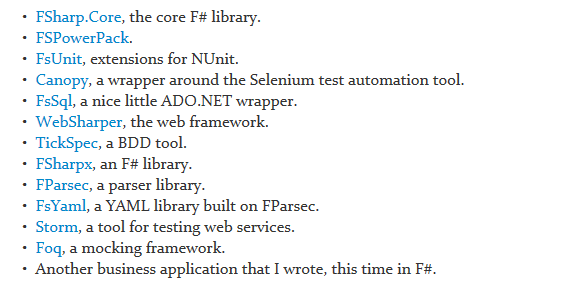 • FSharp.Core, the core F# library.
• FSPowerPack.
• FsUnit, extensions for NUnit.
• Canopy, a wrapper around the Selenium test automation tool.
• FsSql, a nice little ADO.NET wrapper.
• WebSharper, the web framework.
• TickSpec, a BDD tool.
• FSharpx, an F# library.
• FParsec, a parser library.
• FsYaml, a YAML library built on FParsec.
• Storm, a tool for testing web services.
• Foq, a mocking framework.
• Another business application that I wrote, this time in F#.